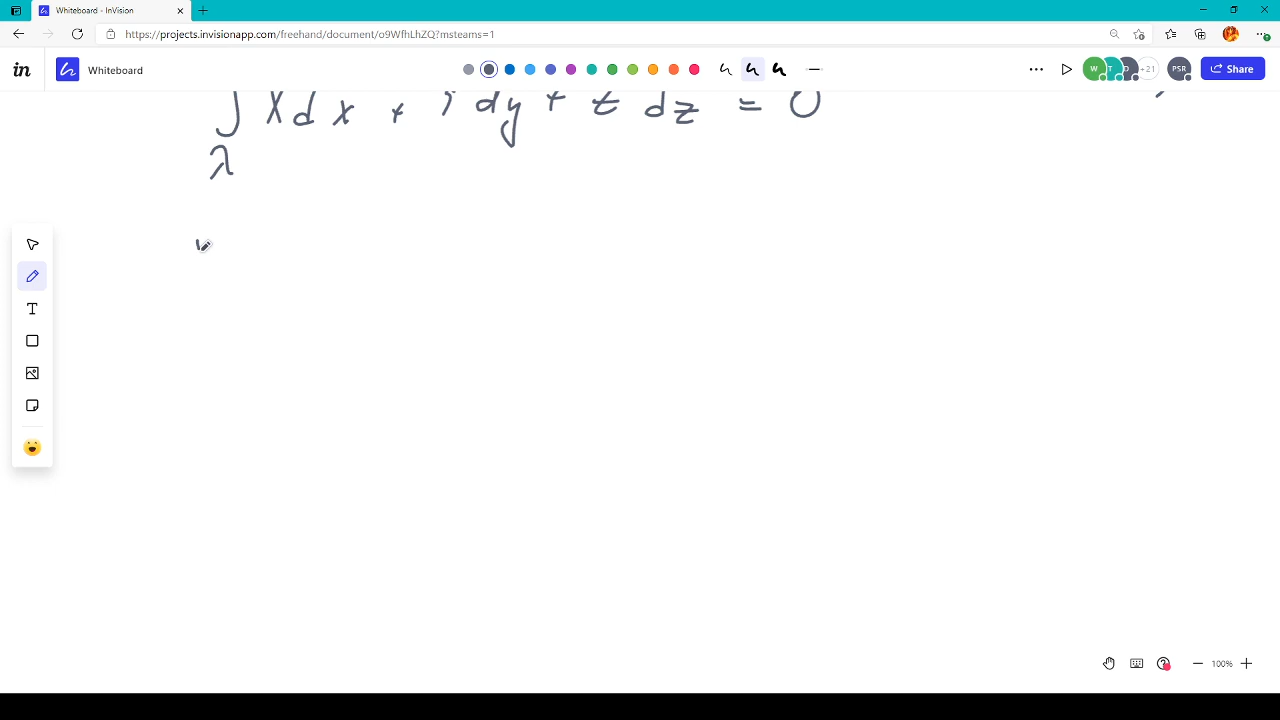 Whiteboard - InVision
https://projects.invisionapp.com/freehand/document/o9WfhLhZQ?msteams=1
in Whiteboard W T +21 PSR Share
∫ X dx + Y dy + Z dz = 0
λ
T
100%